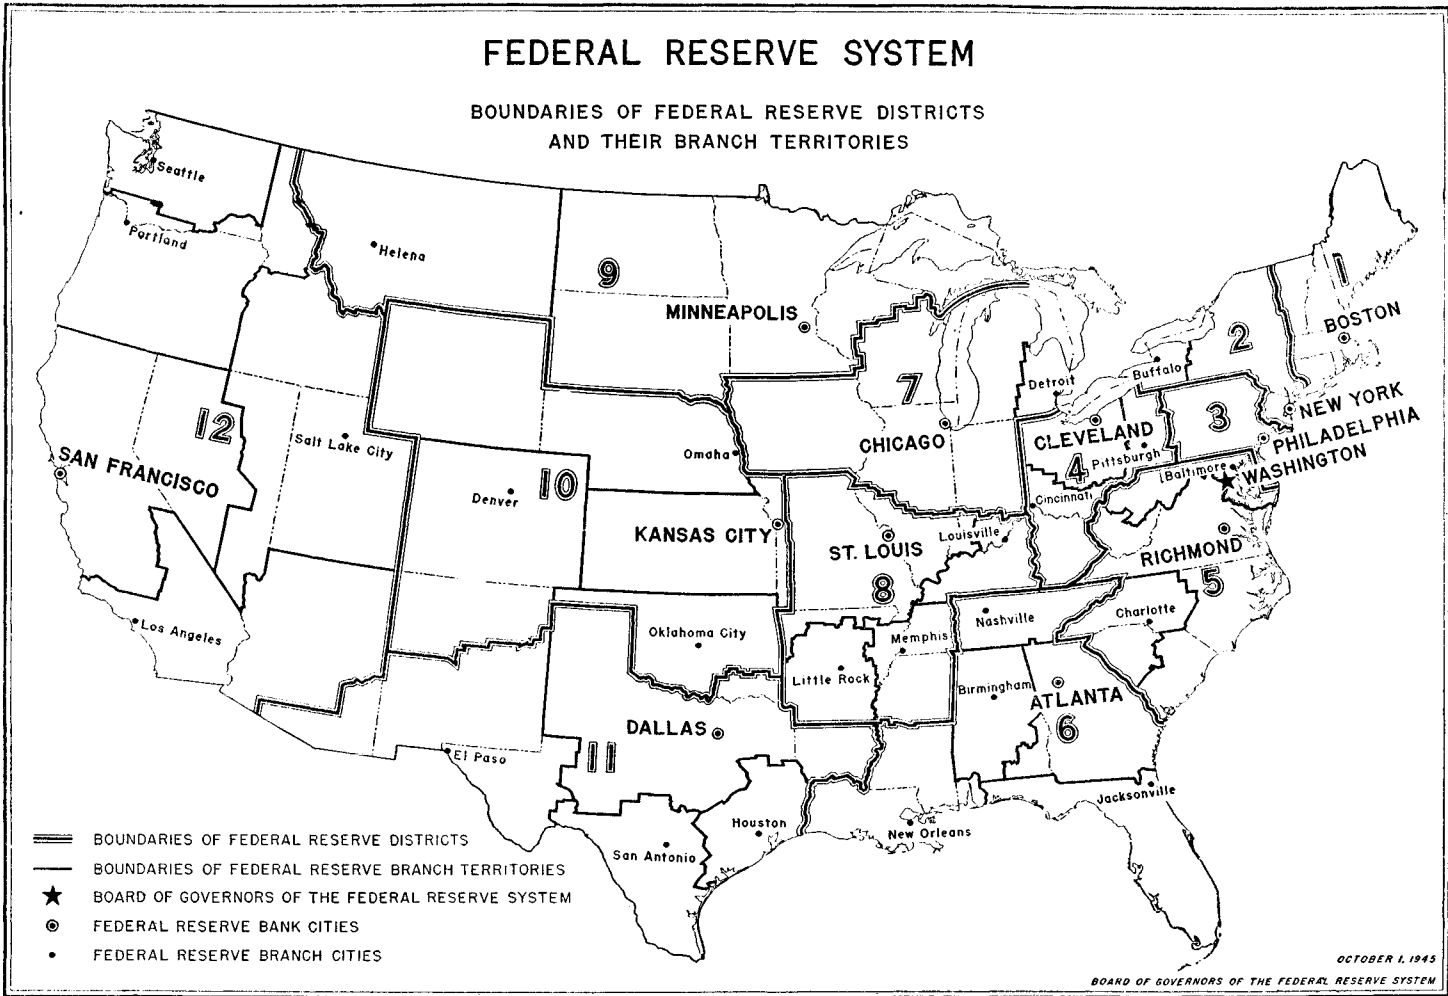 FEDERAL RESERVE SYSTEM
BOUNDARIES OF FEDERAL RESERVE DISTRICTS
AND THEIR BRANCH TERRITORIES
Seattle
Portland
Helena
9
MINNEAPOLIS
1
BOSTON
2
Buffalo
Detroit
7
CHICAGO
3
NEW YORK
PHILADELPHIA
WASHINGTON
CLEVELAND
4
Pittsburgh
Baltimore
Cincinnati
12
SAN FRANCISCO
Salt Lake City
Omaha
Denver
10
KANSAS CITY
ST. LOUIS
8
Louisville
RICHMOND
5
Los Angeles
Oklahoma City
Memphis
Nashville
Charlotte
Little Rock
Birmingham
ATLANTA
6
DALLAS
11
El Paso
Jacksonville
Houston
New Orleans
San Antonio
BOUNDARIES OF FEDERAL RESERVE DISTRICTS
BOUNDARIES OF FEDERAL RESERVE BRANCH TERRITORIES
BOARD OF GOVERNORS OF THE FEDERAL RESERVE SYSTEM
FEDERAL RESERVE BANK CITIES
FEDERAL RESERVE BRANCH CITIES
OCTOBER 1, 1945
BOARD OF GOVERNORS OF THE FEDERAL RESERVE SYSTEM